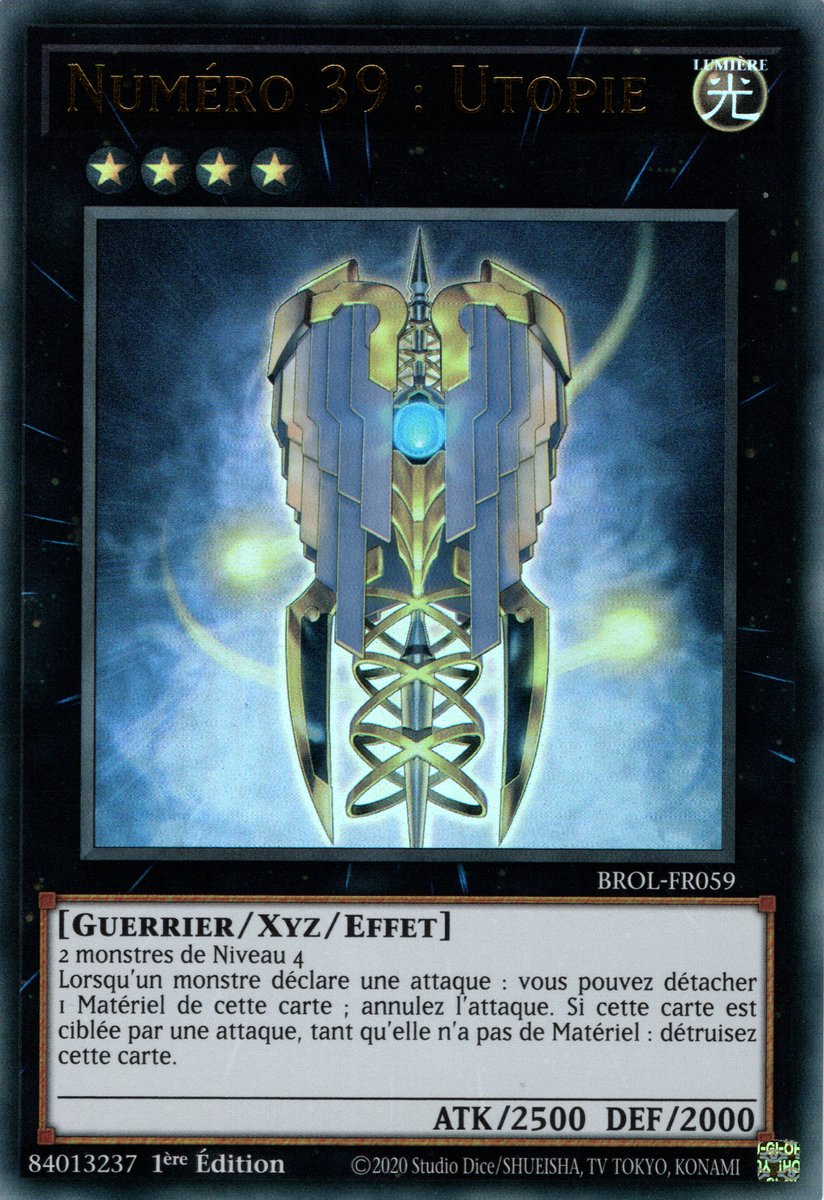 Numéro 39 : Utopie
LUMIÈRE
光
BROL-FR059
[Guerrier/Xyz/Effet]
2 monstres de Niveau 4
Lorsqu'un monstre déclare une attaque : vous pouvez détacher
1 Matériel de cette carte ; annulez l'attaque. Si cette carte est
ciblée par une attaque, tant qu'elle n'a pas de Matériel : détruisez
cette carte.
ATK/2500 DEF/2000
84013237 1ère Édition
©2020 Studio Dice/SHUEISHA, TV TOKYO, KONAMI